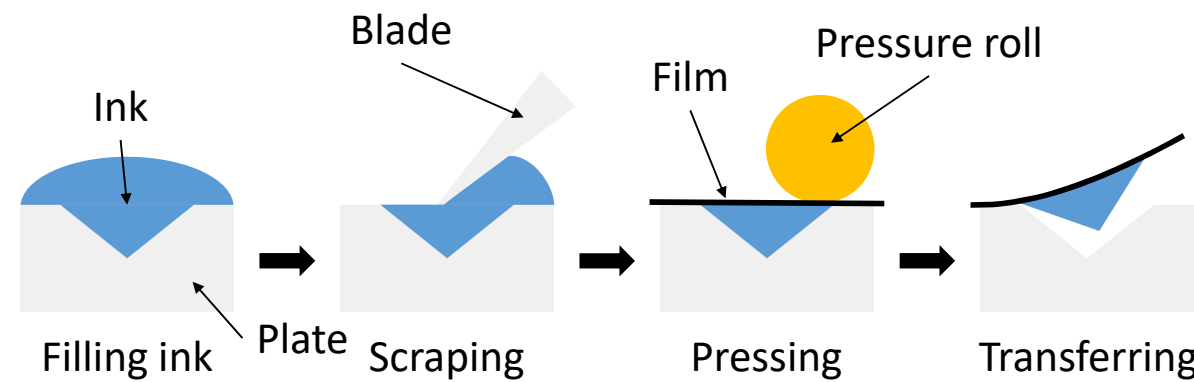 Blade
Pressure roll
Film
Ink
Plate
Filling ink
Scraping
Pressing
Transferring